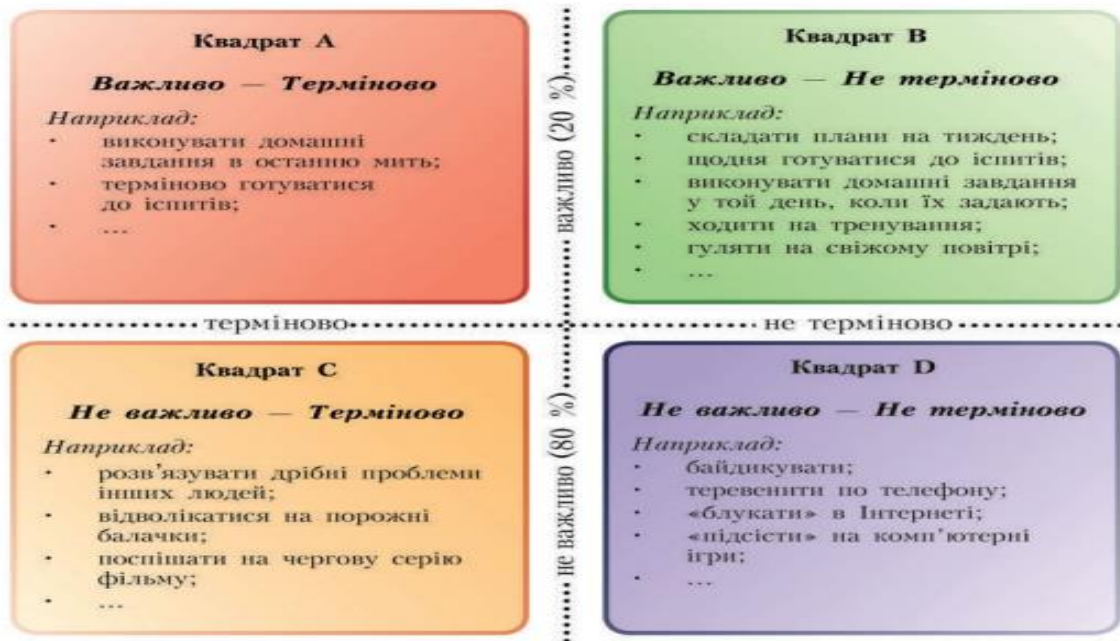 Квадрат А
Важливо — Терміново
Наприклад:
• виконувати домашні
завдання в останню мить;
• терміново готуватися
до іспитів;
• ...
важливо (20 %)
Квадрат В
Важливо — Не терміново
Наприклад:
• складати плани на тиждень;
• щодня готуватися до іспитів;
• виконувати домашні завдання
у той день, коли їх задають;
• ходити на тренування;
• гуляти на свіжому повітрі;
• ...
терміново
не терміново
Квадрат С
Не важливо — Терміново
Наприклад:
• розв'язувати дрібні проблеми
інших людей;
• відволікатися на порожні
балачки;
• поспішати на чергову серію
фільму;
• ...
не важливо (80 %)
Квадрат D
Не важливо — Не терміново
Наприклад:
• байдикувати;
• теревенити по телефону;
• «блукати» в Інтернеті;
• «підсісти» на комп'ютерні
ігри;
• ...